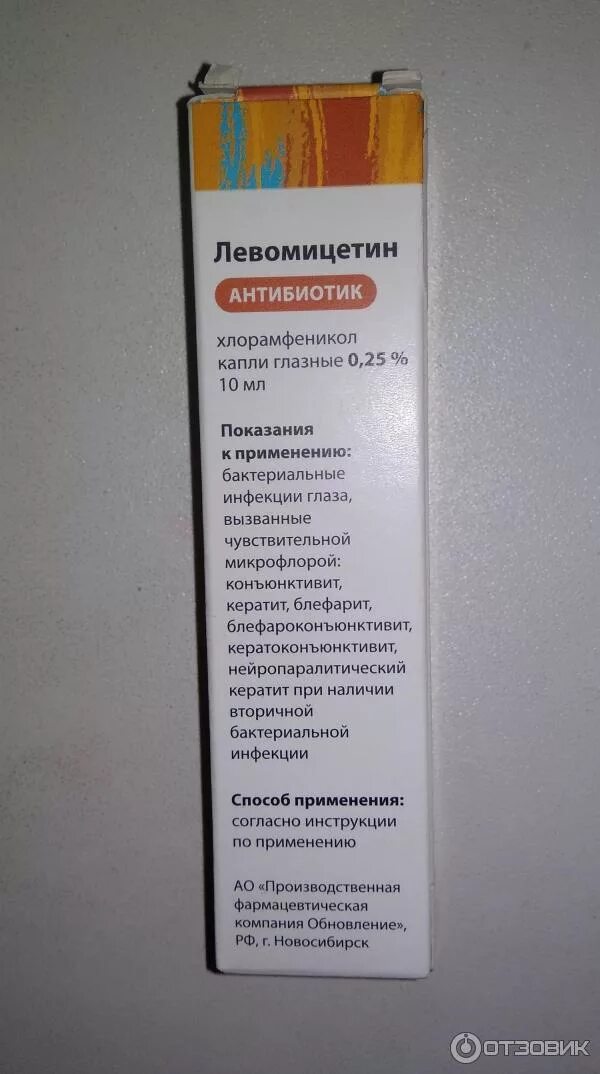 Левомицетин
АНТИБИОТИК
хлорамфеникол
капли глазные 0,25 %
10 мл
Показания
к применению:
бактериальные
инфекции глаза,
вызванные
чувствительной
микрофлорой:
конъюнктивит,
кератит, блефарит,
блефароконъюнктивит,
кератоконъюнктивит,
нейропаралитический
кератит при наличии
вторичной
бактериальной
инфекции
Способ применения:
согласно инструкции
по применению
АО «Производственная
фармацевтическая
компания Обновление»,
РФ, г. Новосибирск
ОТЗОВИК